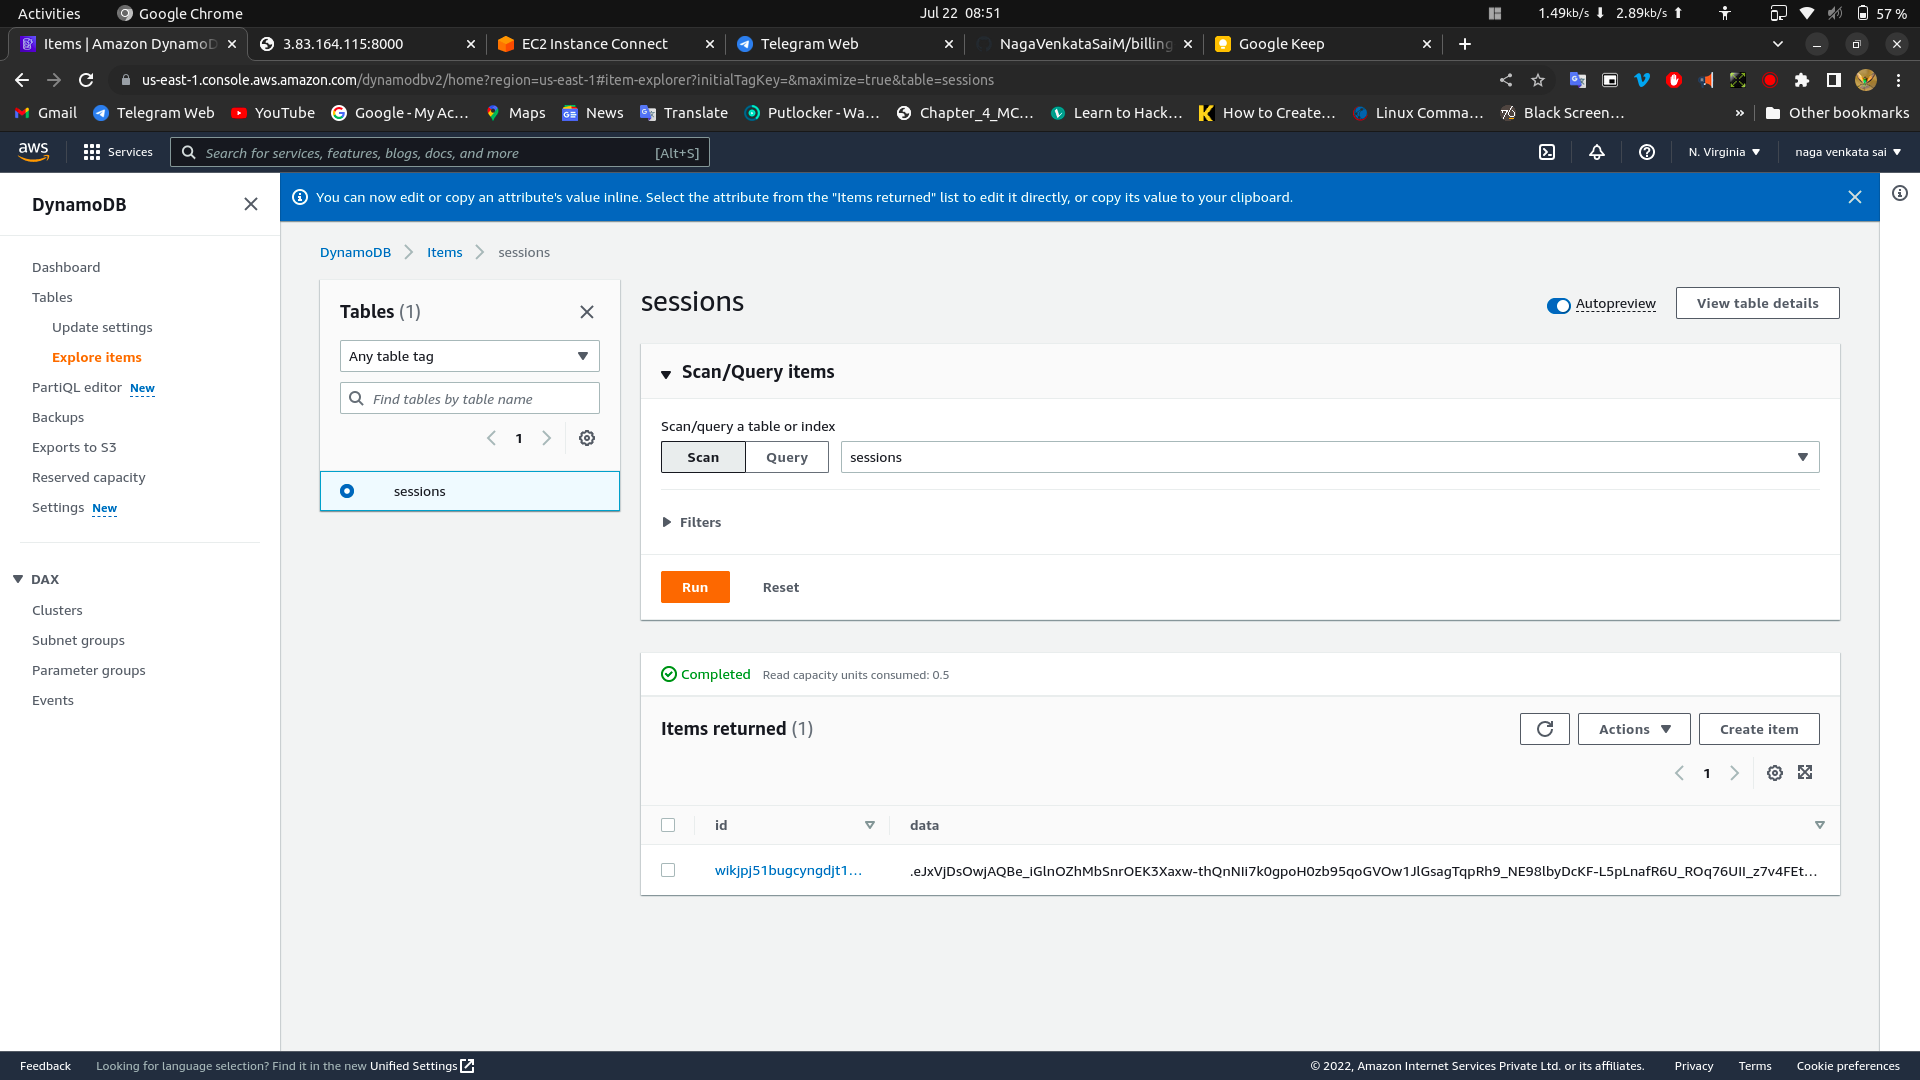 Activities
Google Chrome
Jul 22 08:51
1.49kb/s
2.89kb/s
57 %
Items | Amazon DynamoD
3.83.164.115:8000
EC2 Instance Connect
Telegram Web
NagaVenkataSaiM/billing
Google Keep
us-east-1.console.aws.amazon.com/dynamodbv2/home?region=us-east-1#item-explorer?initialTagKey=&maximize=true&table=sessions
Gmail
Telegram Web
YouTube
Google - My Ac…
Maps
News
Translate
Putlocker - Wa…
Chapter_4_MC…
Learn to Hack…
How to Create…
Linux Comma…
Black Screen…
»
Other bookmarks
aws
Services
Search for services, features, blogs, docs, and more
[Alt+S]
N. Virginia
naga venkata sai
DynamoDB
You can now edit or copy an attribute's value inline. Select the attribute from the "Items returned" list to edit it directly, or copy its value to your clipboard.
Dashboard
Tables
Update settings
Explore items
PartiQL editor New
Backups
Exports to S3
Reserved capacity
Settings New
DAX
Clusters
Subnet groups
Parameter groups
Events
DynamoDB
Items
sessions
Tables (1)
Any table tag
Find tables by table name
1
sessions
sessions
Autopreview
View table details
Scan/Query items
Scan/query a table or index
Scan
Query
sessions
Filters
Run
Reset
Completed
Read capacity units consumed: 0.5
Items returned (1)
Actions
Create item
1
id
data
wikjpj51bugcyngdjt1…
.eJxVjDsOwjAQBe_iGlnOZhMbSnrOEK3Xaxw-thQnNIi7k0gpoH0zb95qoGVOw1JlGsagTqpRh9_NE98lbyDcKF-L5pLnafR6U_ROq76UII_z7v4FEt…
Feedback
Looking for language selection? Find it in the new Unified Settings
© 2022, Amazon Internet Services Private Ltd. or its affiliates.
Privacy
Terms
Cookie preferences